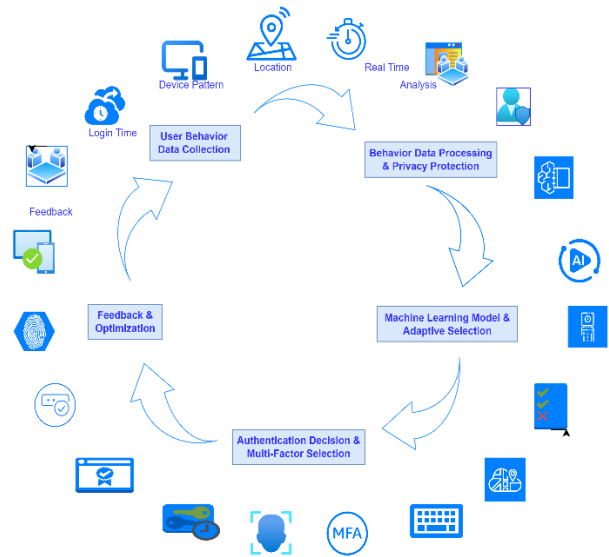 Location
Real Time
Analysis
Device Pattern
Login Time
User Behavior
Data Collection
Behavior Data Processing
& Privacy Protection
Feedback
AI
Feedback &
Optimization
Machine Learning Model &
Adaptive Selection
Authentication Decision &
Multi-Factor Selection
MFA